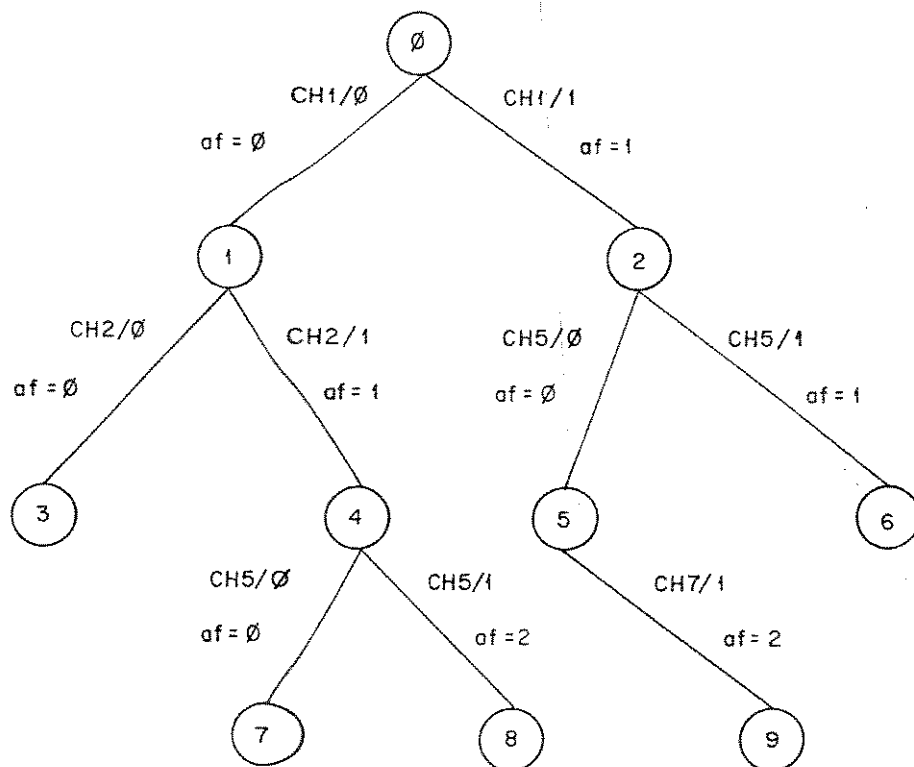 Ø
CH1/Ø CH1/1
af = Ø af = 1
1 2
CH2/Ø CH2/1 CH5/Ø CH5/1
af = Ø af = 1 af = Ø af = 1
3 4 5 6
CH5/Ø CH5/1 CH7/1
af = Ø af = 2 af = 2
7 8 9